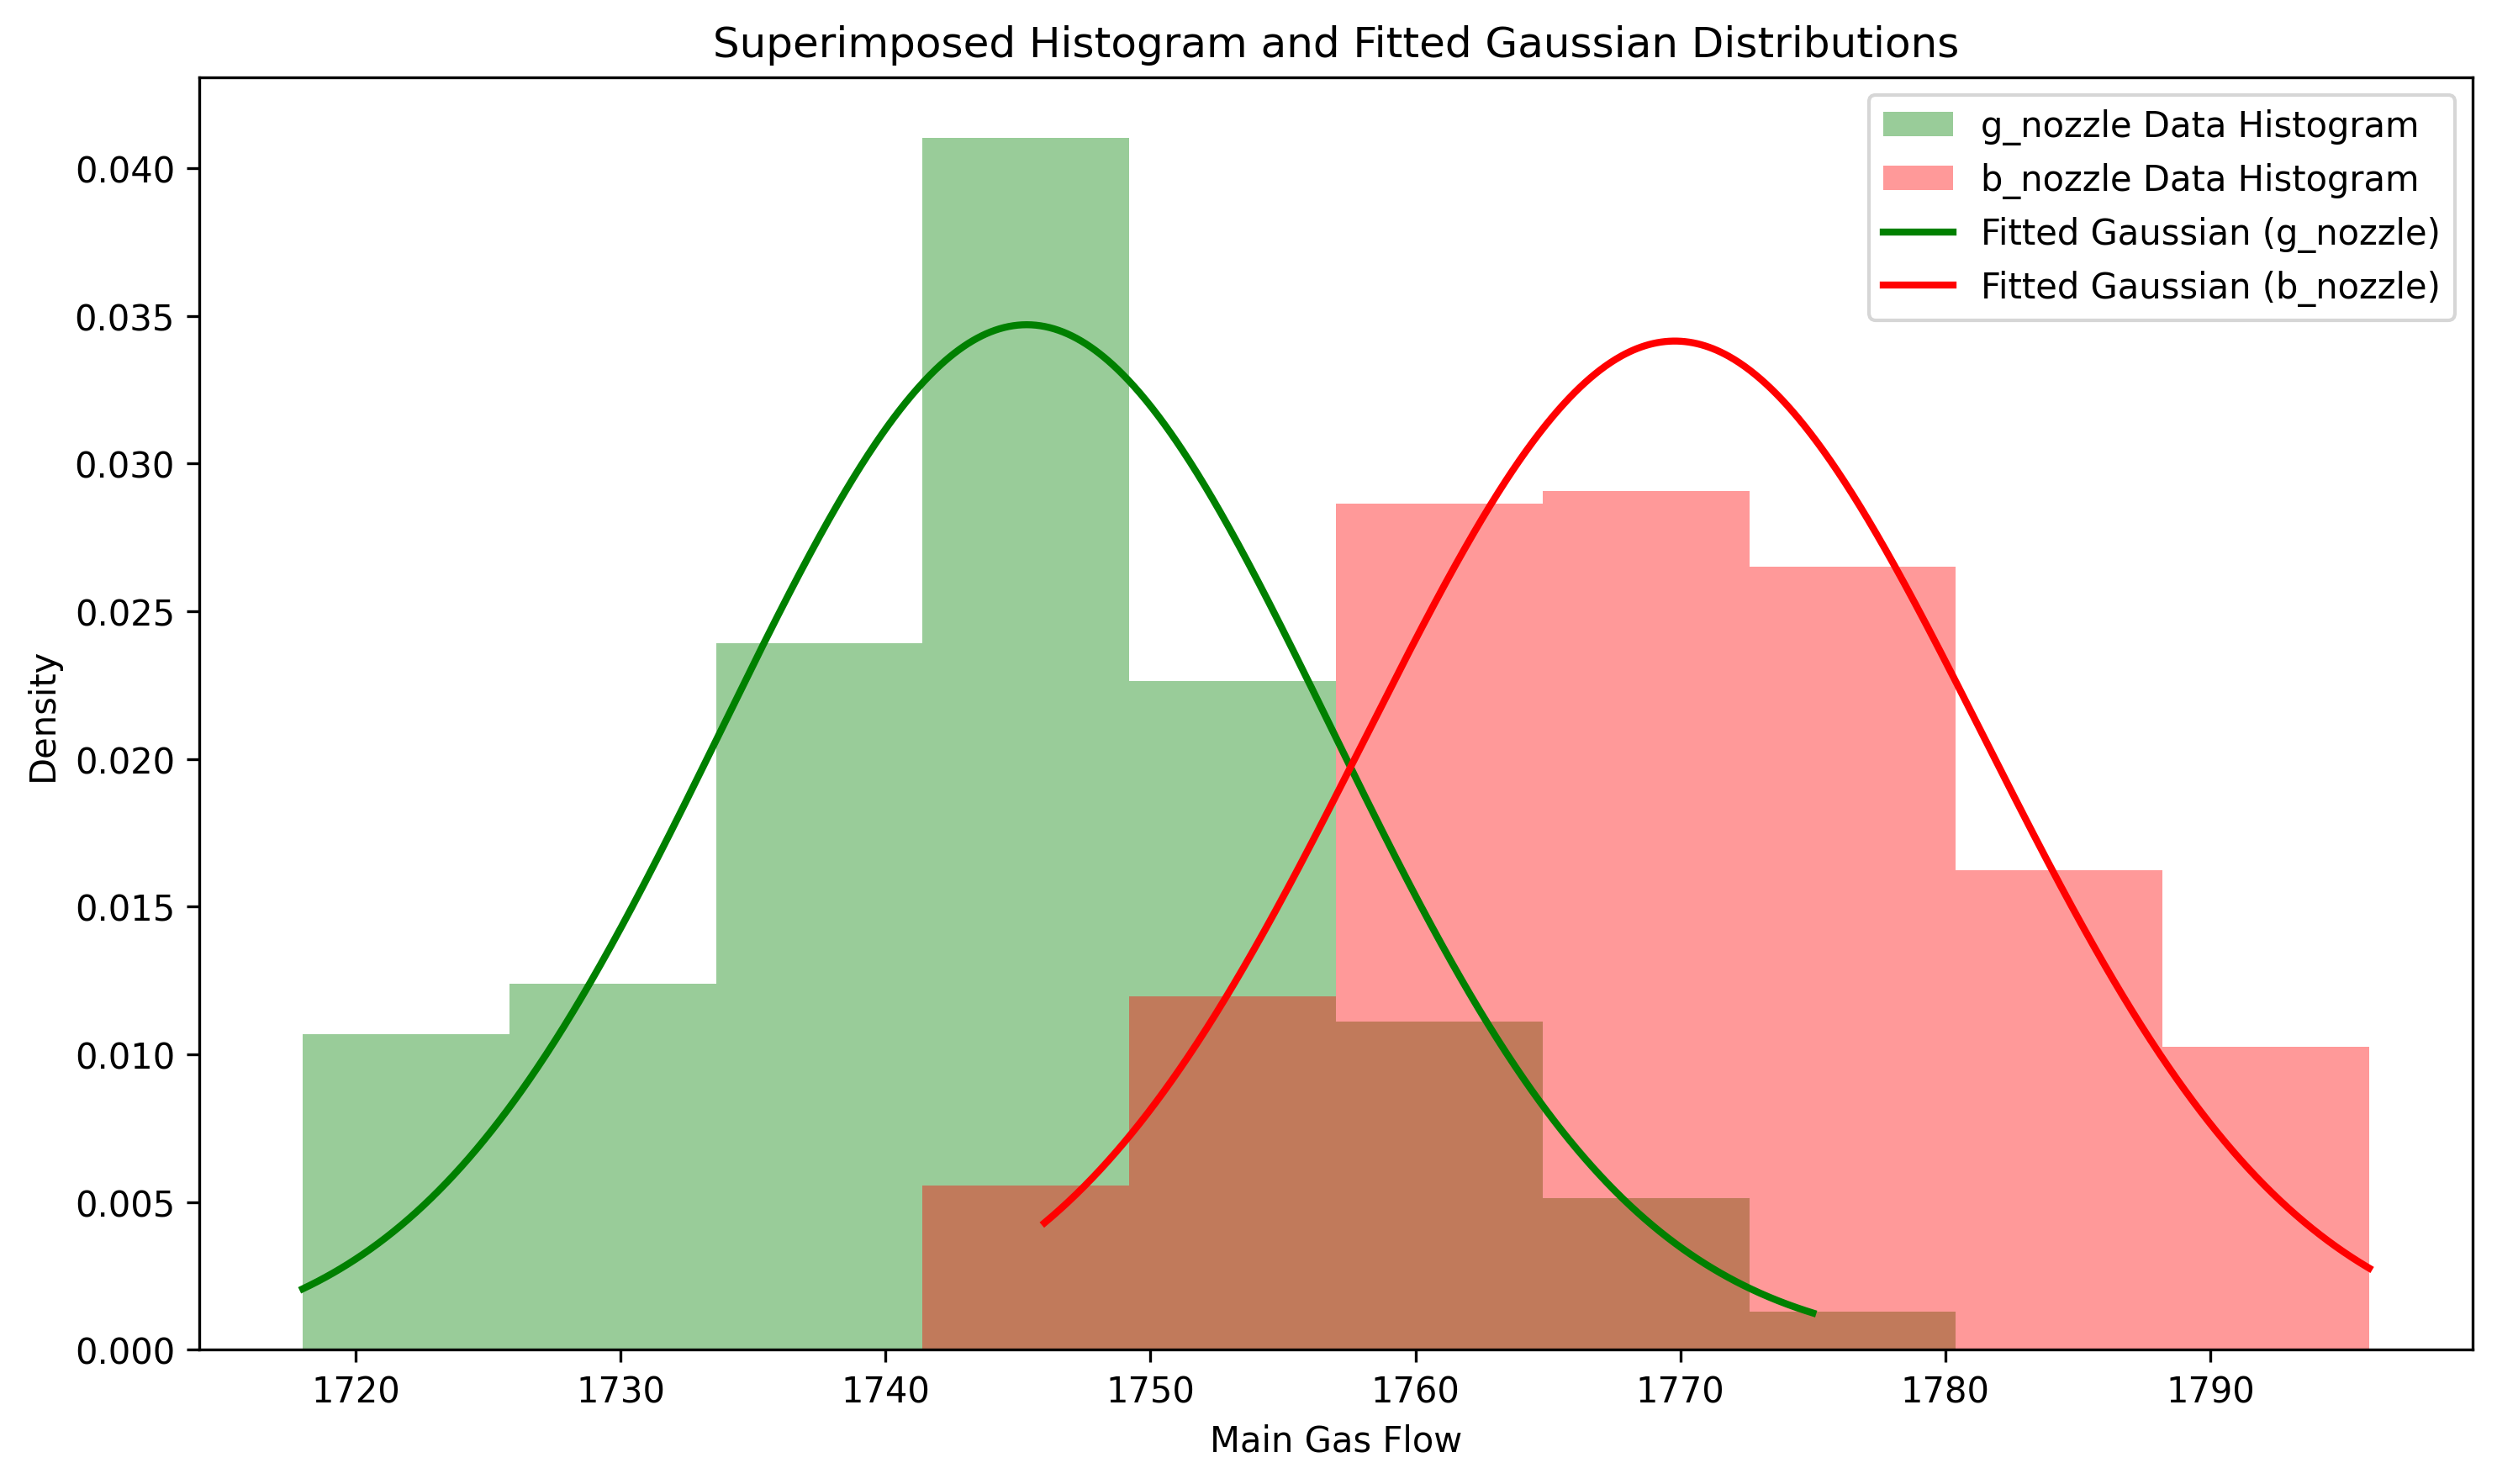 Superimposed Histogram and Fitted Gaussian Distributions
g_nozzle Data Histogram
b_nozzle Data Histogram
Fitted Gaussian (g_nozzle)
Fitted Gaussian (b_nozzle)
0.040
0.035
0.030
0.025
0.020
0.015
0.010
0.005
0.000
Density
1720 1730 1740 1750 1760 1770 1780 1790
Main Gas Flow